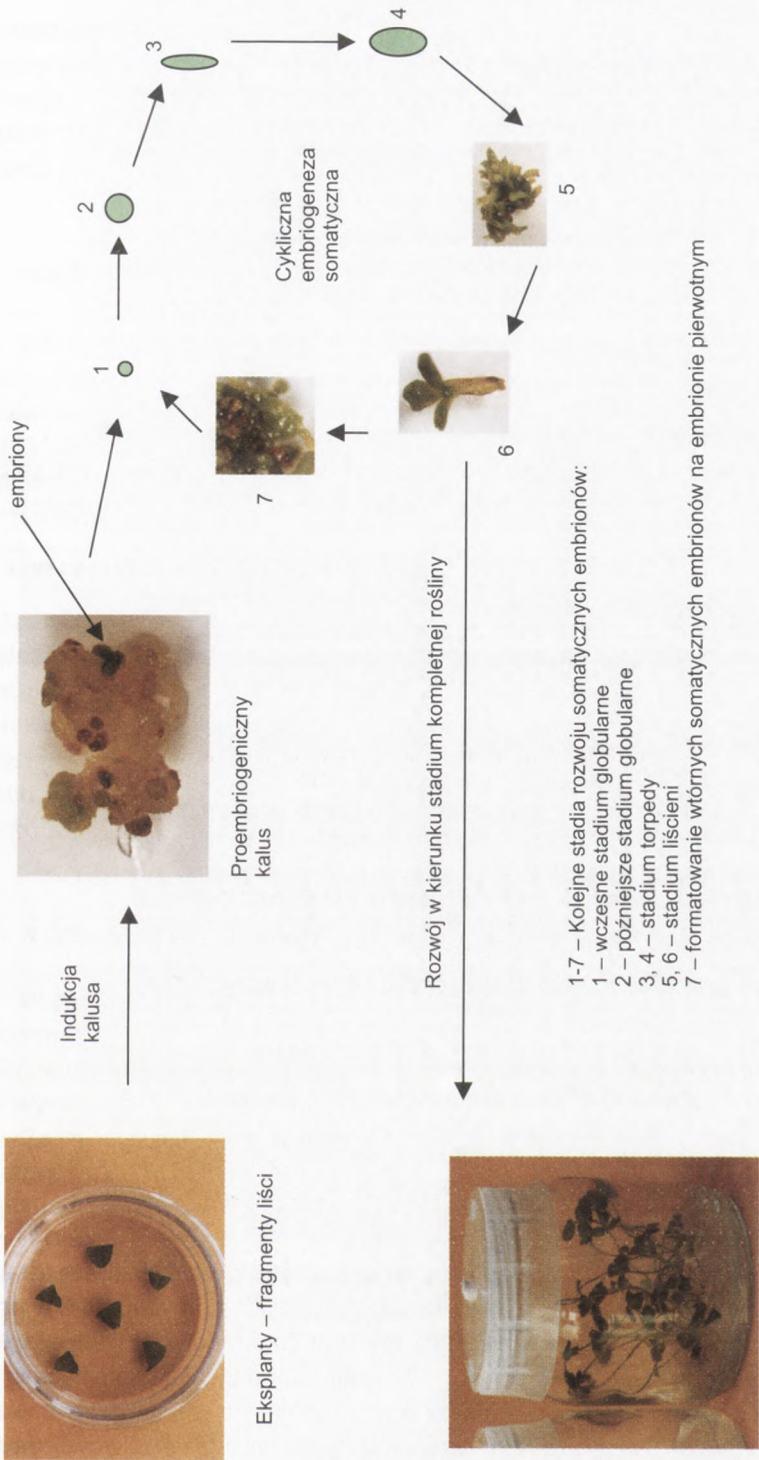 Eksplanty – fragmenty liści
Indukcja
kalusa
Proembriogeniczny
kalus
embriony
1
2
3
4
5
6
7
Cykliczna
embriogeneza
somatyczna
Rozwój w kierunku stadium kompletnej rośliny
1-7 – Kolejne stadia rozwoju somatycznych embrionów:
1 – wczesne stadium globularne
2 – późniejsze stadium globularne
3, 4 – stadium torpedy
5, 6 – stadium liścieni
7 – formatowanie wtórnych somatycznych embrionów na embrionie pierwotnym